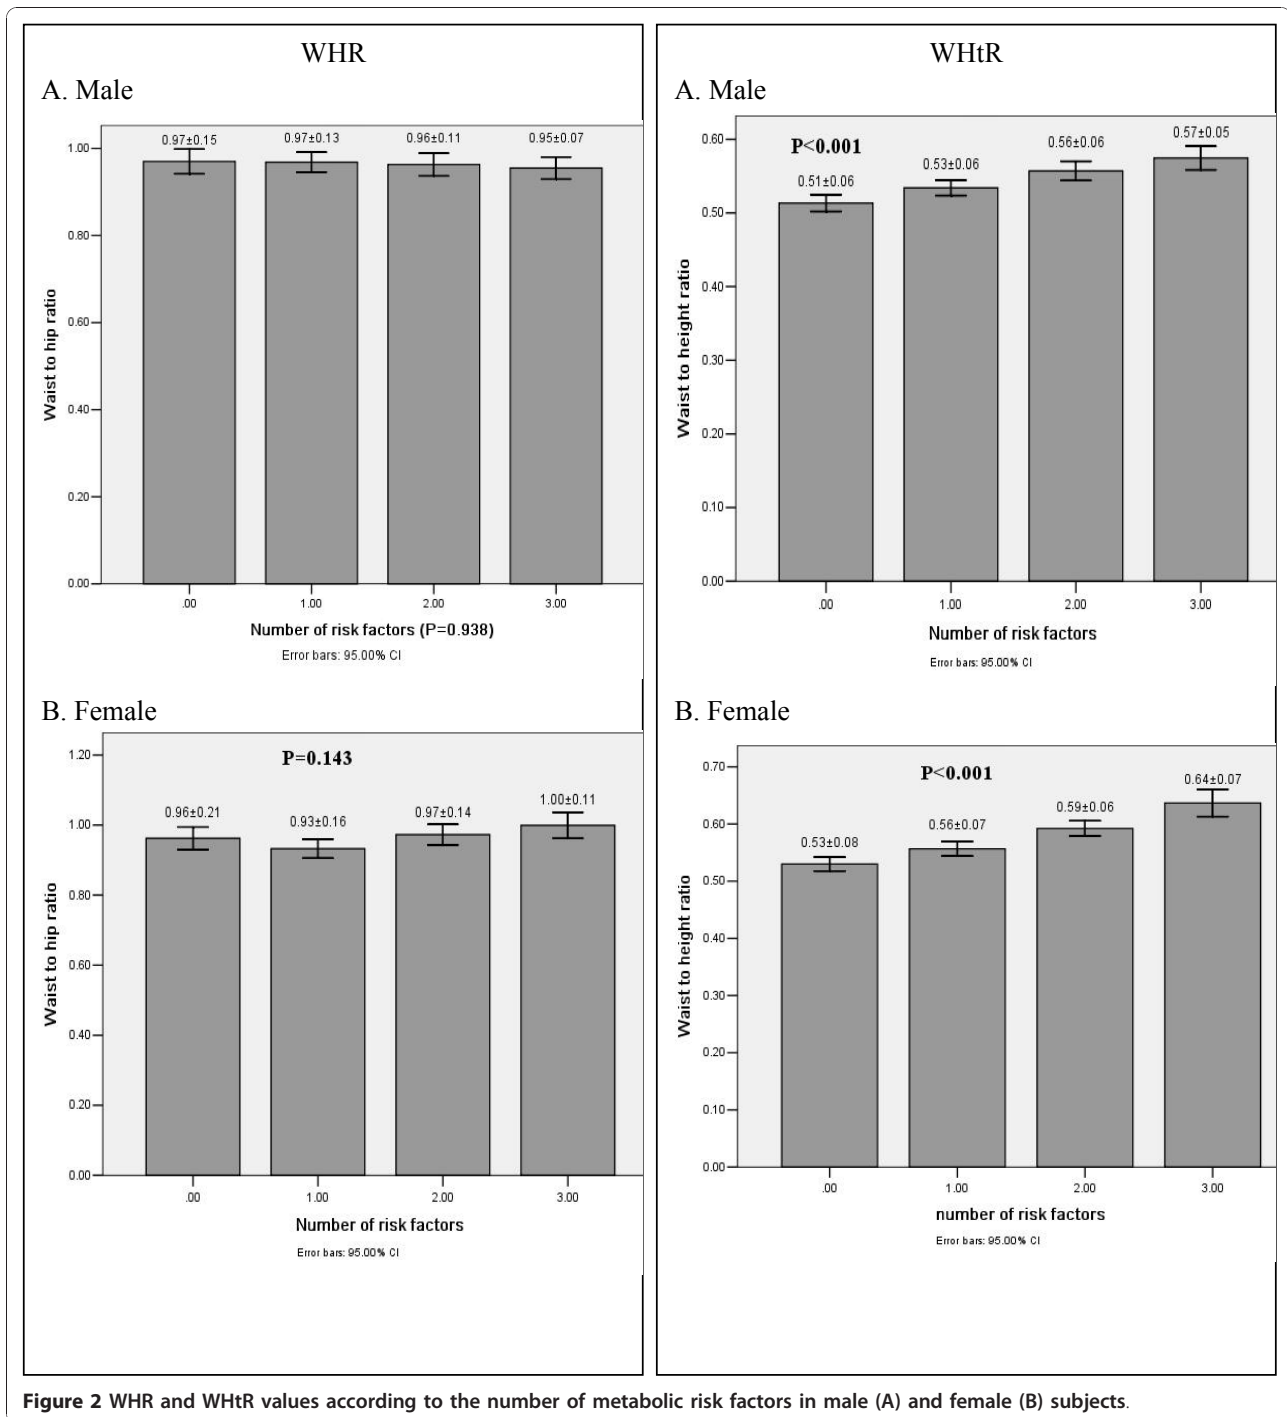 WHR
A. Male
0.97±0.15 0.97±0.13 0.96±0.11 0.95±0.07
1.00
0.80
0.60
0.40
0.20
0.00
Waist to hip ratio
.00 1.00 2.00 3.00
Number of risk factors (P=0.938)
Error bars: 95.00% CI
B. Female
P=0.143
0.96±0.21 0.93±0.16 0.97±0.14 1.00±0.11
1.20
1.00
0.80
0.60
0.40
0.20
0.00
Waist to hip ratio
.00 1.00 2.00 3.00
Number of risk factors
Error bars: 95.00% CI
WHtR
A. Male
P<0.001
0.51±0.06 0.53±0.06 0.56±0.06 0.57±0.05
0.60
0.50
0.40
0.30
0.20
0.10
0.00
Waist to height ratio
.00 1.00 2.00 3.00
Number of risk factors
Error bars: 95.00% CI
B. Female
P<0.001
0.53±0.08 0.56±0.07 0.59±0.06 0.64±0.07
0.70
0.60
0.50
0.40
0.30
0.20
0.10
0.00
Waist to height ratio
.00 1.00 2.00 3.00
number of risk factors
Error bars: 95.00% CI
Figure 2 WHR and WHtR values according to the number of metabolic risk factors in male (A) and female (B) subjects.